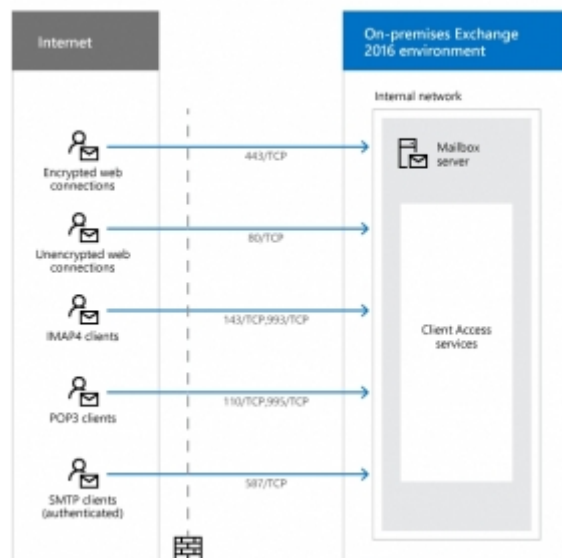 Internet
On-premises Exchange
2016 environment
Internal network
Encrypted web
connections
443/TCP
Mailbox
server
Unencrypted web
connections
80/TCP
IMAP4 clients
143/TCP,993/TCP
Client Access
services
POP3 clients
110/TCP,995/TCP
SMTP clients
(authenticated)
587/TCP